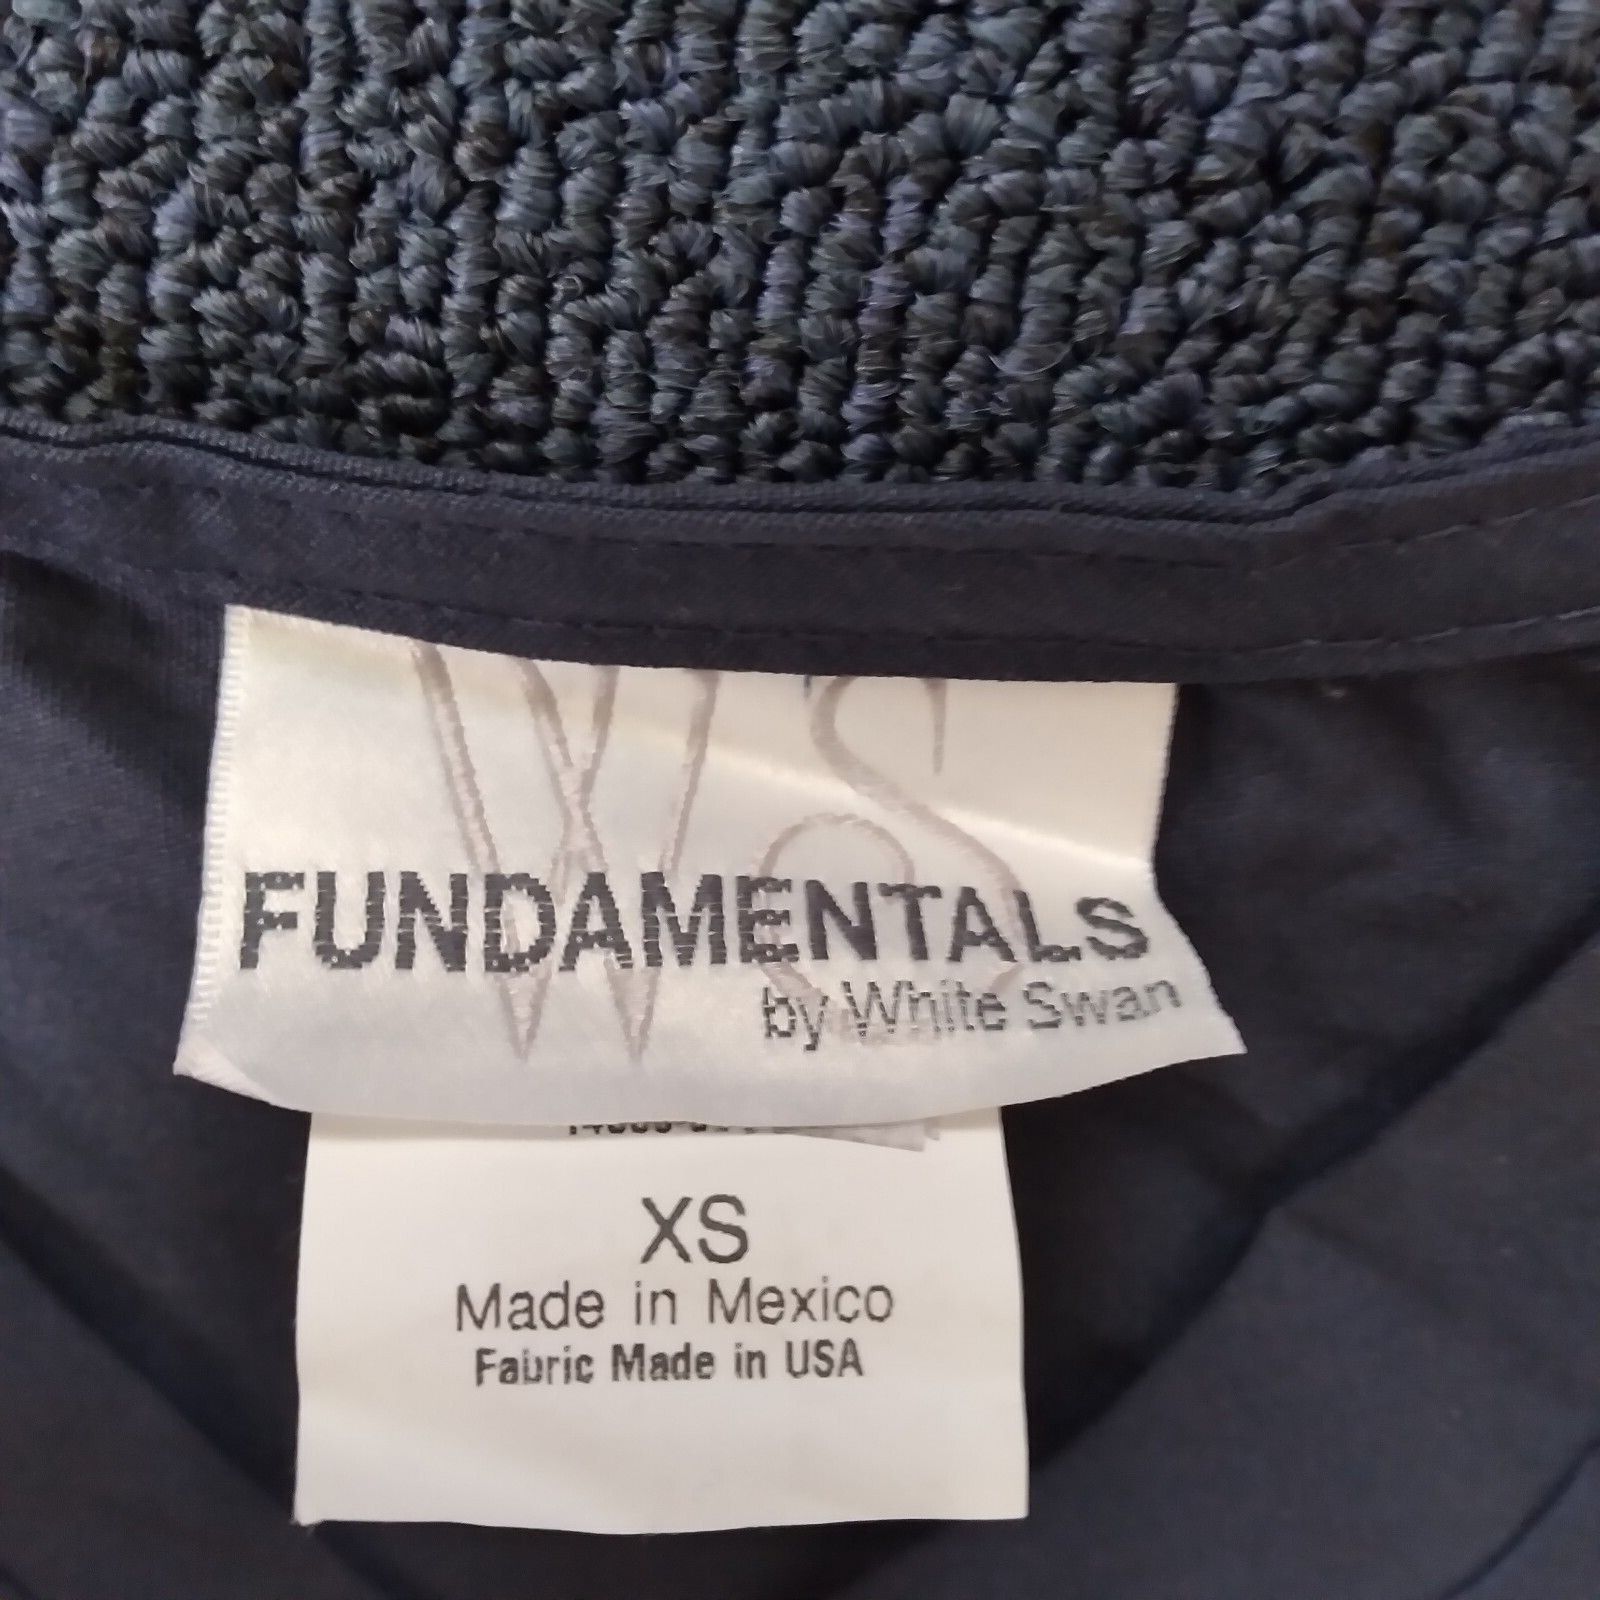 WS
FUNDAMENTALS
by White Swan
XS
Made in Mexico
Fabric Made in USA